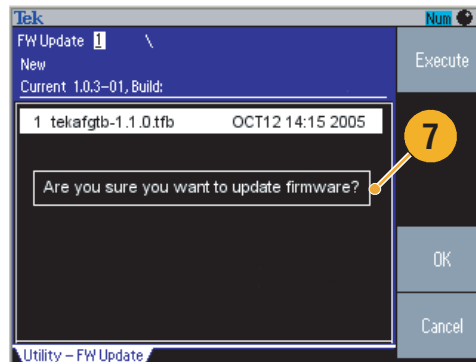 Tek
Num
FW Update 1 \
New
Execute
Current 1.0.3–01, Build:
1 tekafgtb-1.1.0.tfb OCT12 14:15 2005
7
Are you sure you want to update firmware?
OK
Cancel
Utility – FW Update